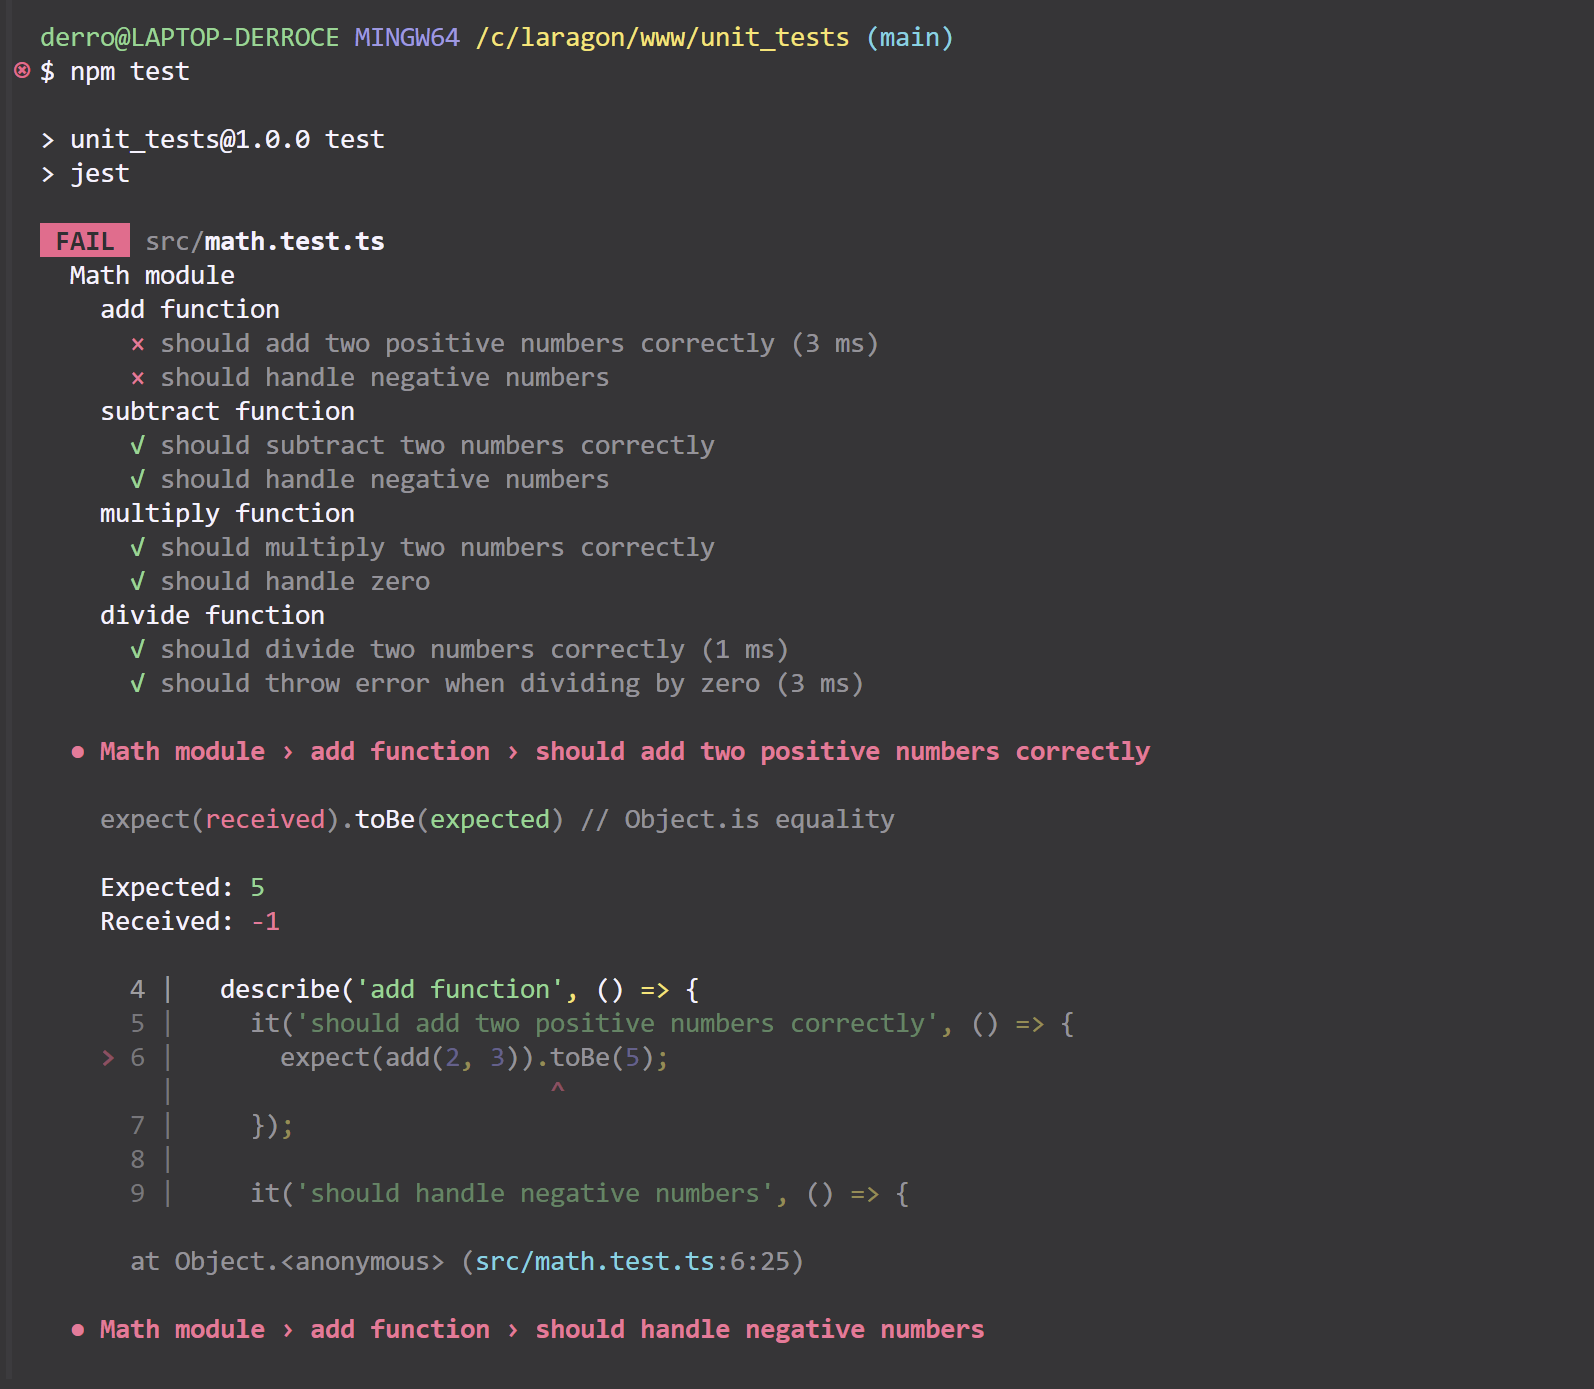 derro@LAPTOP-DERROCE MINGW64 /c/laragon/www/unit_tests (main)
$ npm test
> unit_tests@1.0.0 test
> jest
FAIL src/math.test.ts
Math module
add function
× should add two positive numbers correctly (3 ms)
× should handle negative numbers
subtract function
√ should subtract two numbers correctly
√ should handle negative numbers
multiply function
√ should multiply two numbers correctly
√ should handle zero
divide function
√ should divide two numbers correctly (1 ms)
√ should throw error when dividing by zero (3 ms)
● Math module › add function › should add two positive numbers correctly
expect(received).toBe(expected) // Object.is equality
Expected: 5
Received: -1
4 |   describe('add function', () => {
5 |     it('should add two positive numbers correctly', () => {
> 6 |       expect(add(2, 3)).toBe(5);
|                         ^
7 |     });
8 |
9 |     it('should handle negative numbers', () => {
at Object.<anonymous> (src/math.test.ts:6:25)
● Math module › add function › should handle negative numbers